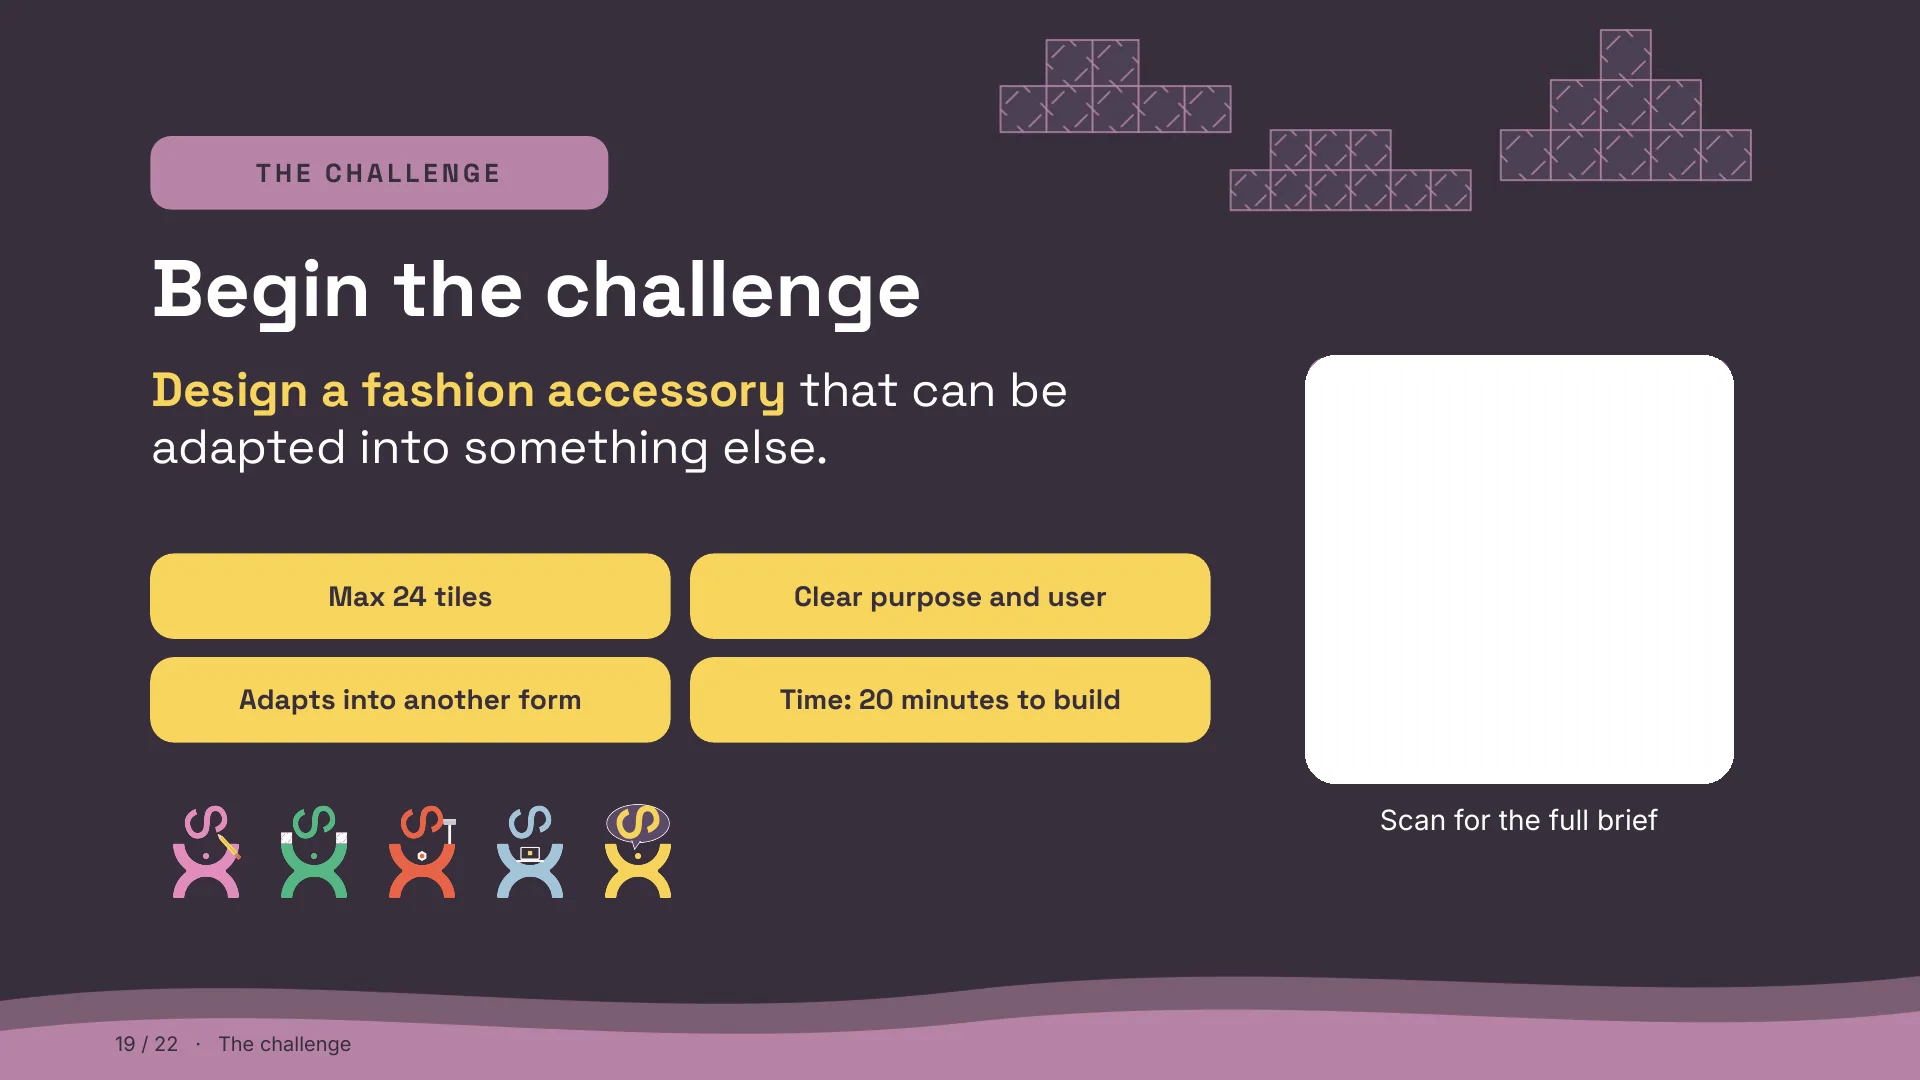 THE CHALLENGE
Begin the challenge
Design a fashion accessory that can be
adapted into something else.
Max 24 tiles
Clear purpose and user
Adapts into another form
Time: 20 minutes to build
Scan for the full brief
19 / 22 · The challenge